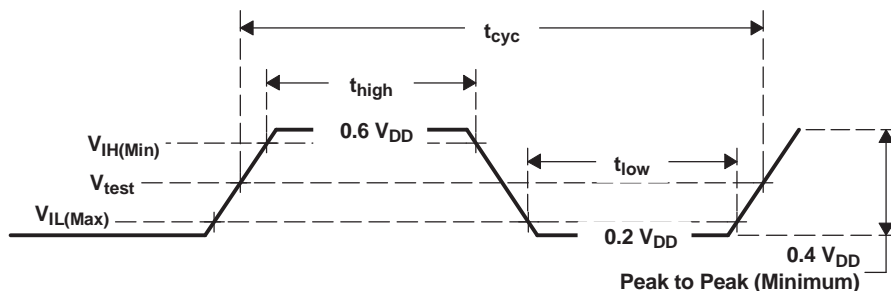 tcyc
thigh
0.6 VDD
VIH(Min)
Vtest
tlow
VIL(Max)
0.2 VDD
0.4 VDD
Peak to Peak (Minimum)